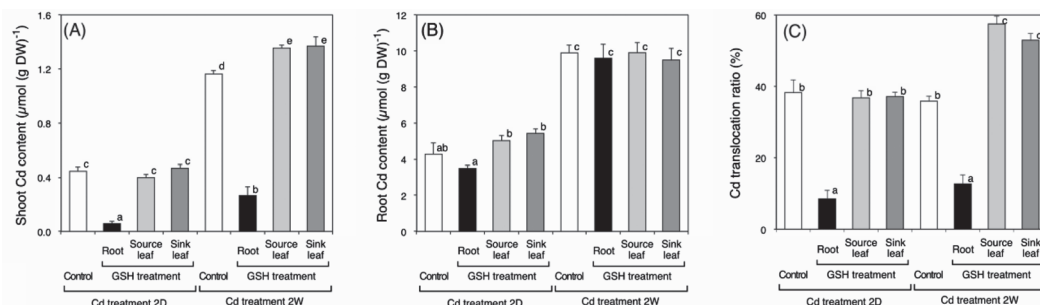 (A)
Shoot Cd content (μmol (g DW)⁻¹)
1.6
1.2
0.8
0.4
0.0
c
a
c
c
d
b
e
e
Control
Root
Source leaf
Sink leaf
GSH treatment
Control
Root
Source leaf
Sink leaf
GSH treatment
Cd treatment 2D
Cd treatment 2W
(B)
Root Cd content (μmol (g DW)⁻¹)
12
10
8
6
4
2
0
ab
a
b
b
c
c
c
c
Control
Root
Source leaf
Sink leaf
GSH treatment
Control
Root
Source leaf
Sink leaf
GSH treatment
Cd treatment 2D
Cd treatment 2W
(C)
Cd translocation ratio (%)
60
40
20
0
b
a
b
b
b
a
c
c
Control
Root
Source leaf
Sink leaf
GSH treatment
Control
Root
Source leaf
Sink leaf
GSH treatment
Cd treatment 2D
Cd treatment 2W